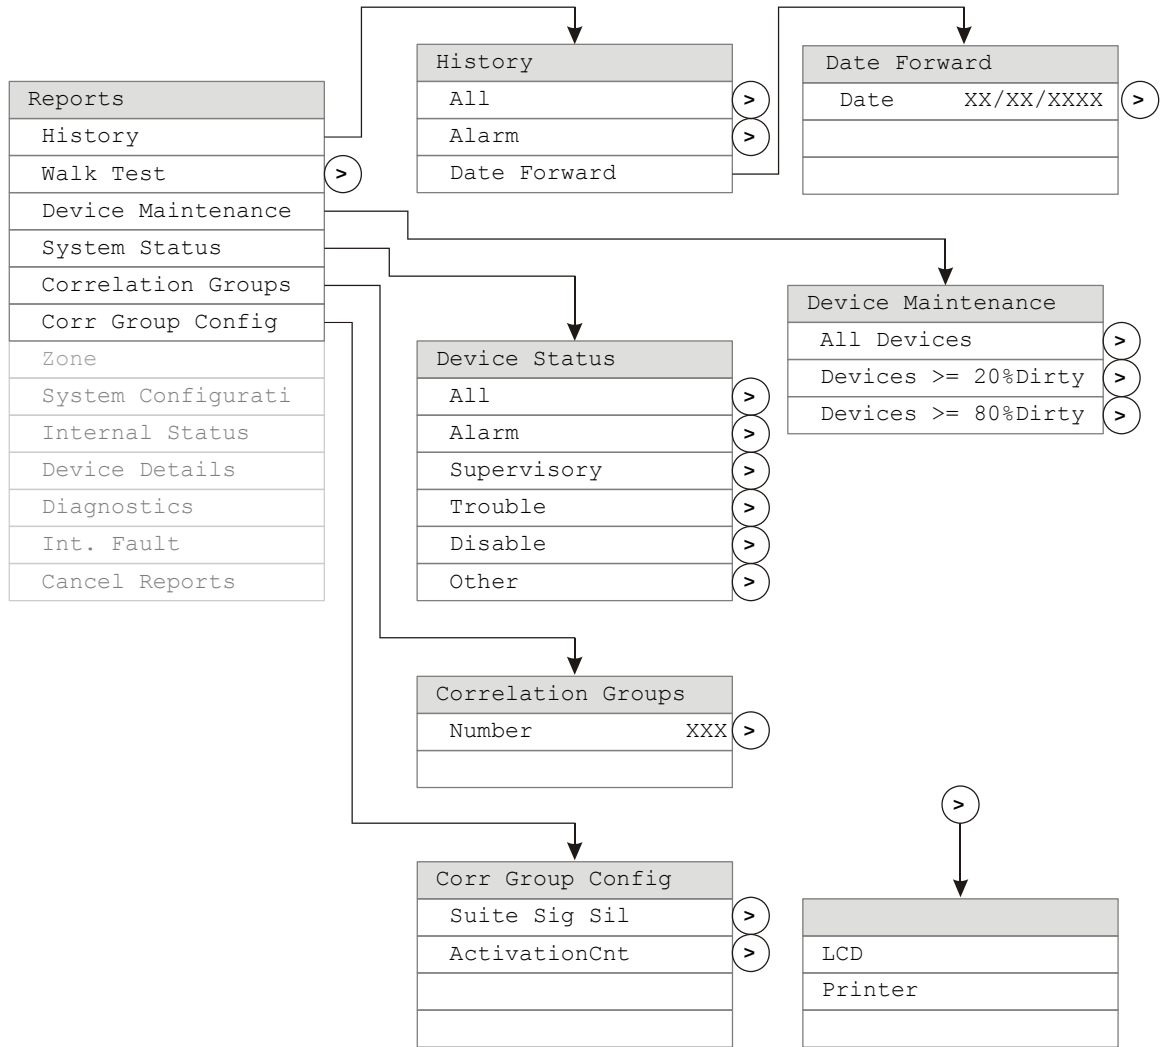 Reports
History
Walk Test >
Device Maintenance
System Status
Correlation Groups
Corr Group Config
Zone
System Configurati
Internal Status
Device Details
Diagnostics
Int. Fault
Cancel Reports
History
All >
Alarm >
Date Forward
Date Forward
Date XX/XX/XXXX >
Device Maintenance
All Devices >
Devices >= 20%Dirty >
Devices >= 80%Dirty >
Device Status
All >
Alarm >
Supervisory >
Trouble >
Disable >
Other >
Correlation Groups
Number XXX >
Corr Group Config
Suite Sig Sil >
ActivationCnt >
>
LCD
Printer